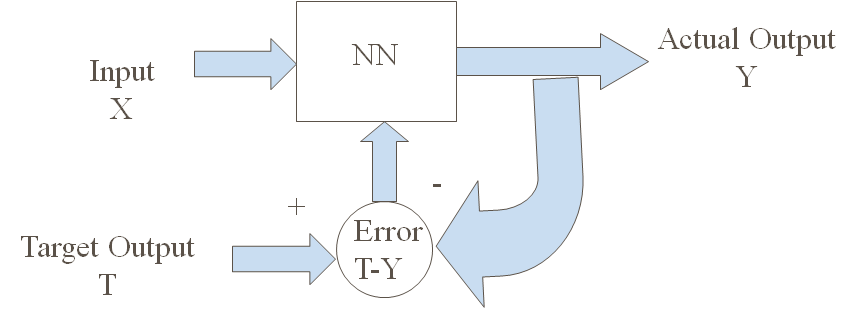 NN
Actual Output
Y
Input
X
+
-
Error
T-Y
Target Output
T